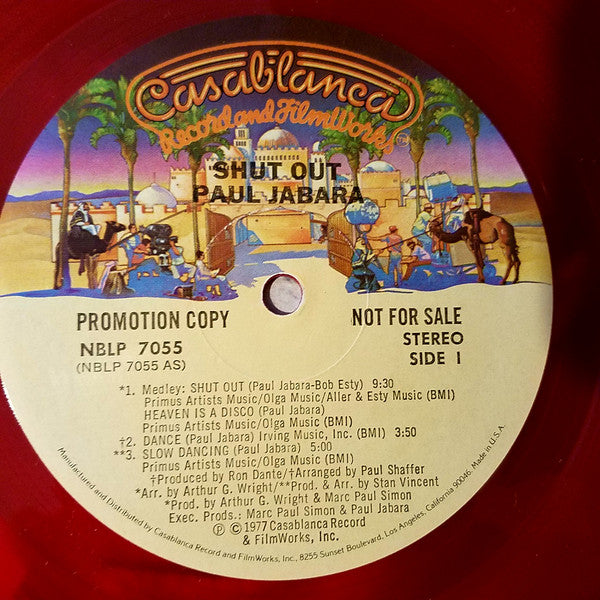 Casablanca
Record and FilmWorks
SHUT OUT
PAUL JABARA
PROMOTION COPY NOT FOR SALE
NBLP 7055 STEREO
(NBLP 7055 AS) SIDE 1
*1. Medley: SHUT OUT (Paul Jabara-Bob Esty) 9:30
Primus Artists Music/Olga Music/Aller & Esty Music (BMI)
HEAVEN IS A DISCO (Paul Jabara)
Primus Artists Music/Olga Music (BMI)
†2. DANCE (Paul Jabara) Irving Music, Inc. (BMI) 3:50
**3. SLOW DANCING (Paul Jabara) 5:00
Primus Artists Music/Olga Music (BMI)
†Produced by Ron Dante/†Arranged by Paul Shaffer
*Arr. by Arthur G. Wright/**Prod. & Arr. by Stan Vincent
*Prod. by Arthur G. Wright & Marc Paul Simon
Exec. Prods.: Marc Paul Simon & Paul Jabara
℗ © 1977 Casablanca Record
& FilmWorks, Inc.
Manufactured and Distributed by Casablanca Record and FilmWorks, Inc., 8255 Sunset Boulevard, Los Angeles, California 90046. Made in U.S.A.